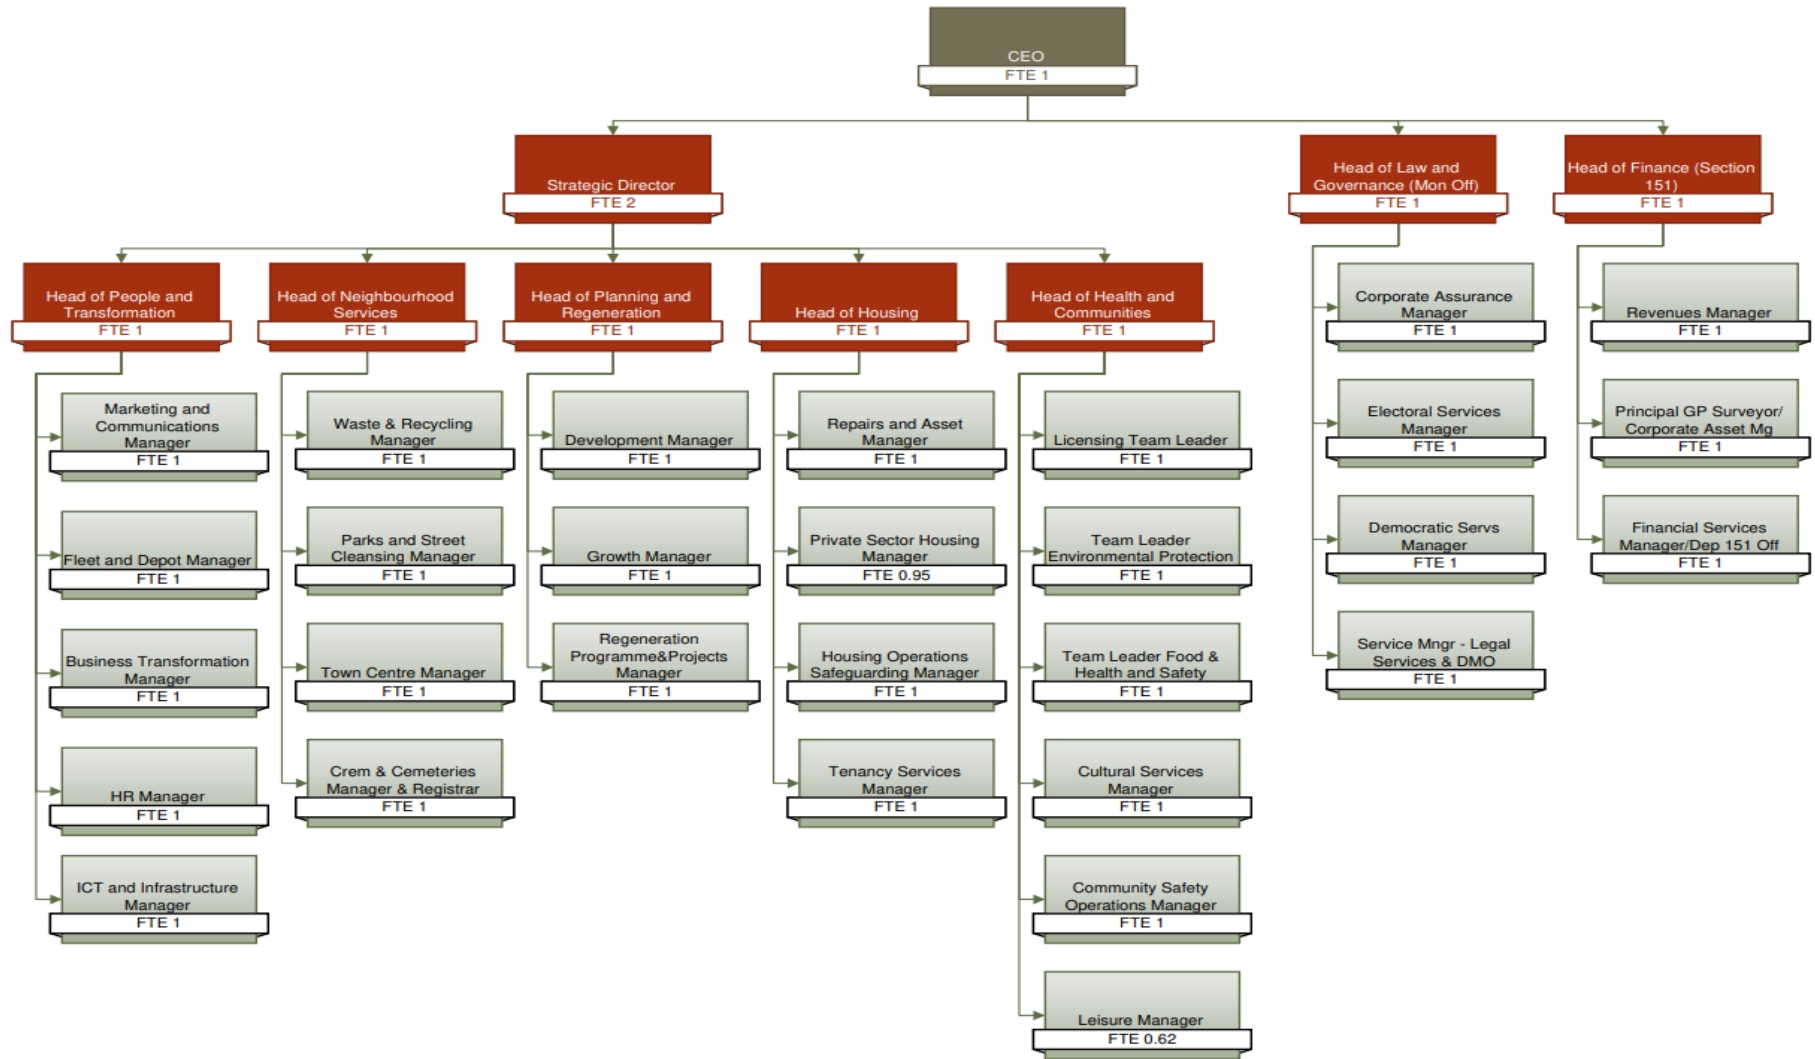 CEO
FTE 1
Strategic Director
FTE 2
Head of Law and
Governance (Mon Off)
FTE 1
Head of Finance (Section
151)
FTE 1
Head of People and
Transformation
FTE 1
Head of Neighbourhood
Services
FTE 1
Head of Planning and
Regeneration
FTE 1
Head of Housing
FTE 1
Head of Health and
Communities
FTE 1
Marketing and
Communications
Manager
FTE 1
Fleet and Depot Manager
FTE 1
Business Transformation
Manager
FTE 1
HR Manager
FTE 1
ICT and Infrastructure
Manager
FTE 1
Waste & Recycling
Manager
FTE 1
Parks and Street
Cleansing Manager
FTE 1
Town Centre Manager
FTE 1
Crem & Cemeteries
Manager & Registrar
FTE 1
Development Manager
FTE 1
Growth Manager
FTE 1
Regeneration
Programme&Projects
Manager
FTE 1
Repairs and Asset
Manager
FTE 1
Private Sector Housing
Manager
FTE 0.95
Housing Operations
Safeguarding Manager
FTE 1
Tenancy Services
Manager
FTE 1
Licensing Team Leader
FTE 1
Team Leader
Environmental Protection
FTE 1
Team Leader Food &
Health and Safety
FTE 1
Cultural Services
Manager
FTE 1
Community Safety
Operations Manager
FTE 1
Leisure Manager
FTE 0.62
Corporate Assurance
Manager
FTE 1
Electoral Services
Manager
FTE 1
Democratic Servs
Manager
FTE 1
Service Mngr - Legal
Services & DMO
FTE 1
Revenues Manager
FTE 1
Principal GP Surveyor/
Corporate Asset Mg
FTE 1
Financial Services
Manager/Dep 151 Off
FTE 1